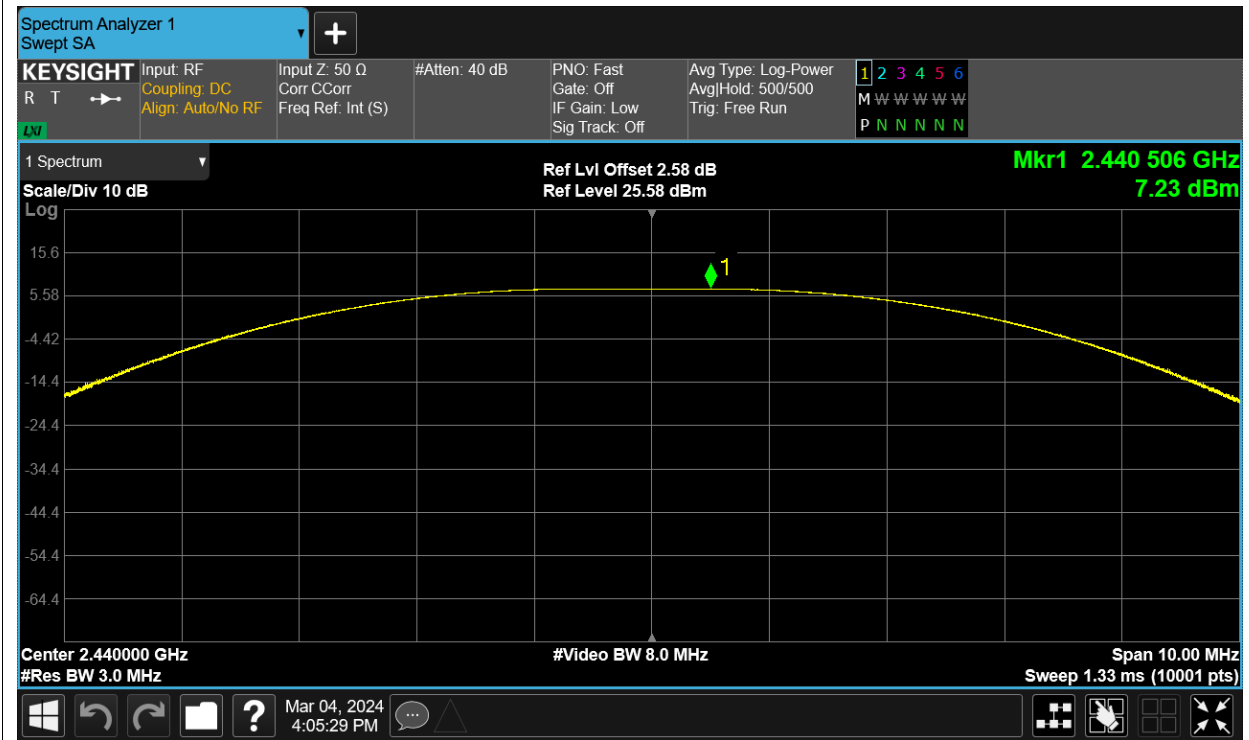 Spectrum Analyzer 1
Swept SA
KEYSIGHT
R T
LXI
Input: RF
Coupling: DC
Align: Auto/No RF
Input Z: 50 Ω
Corr CCorr
Freq Ref: Int (S)
#Atten: 40 dB
PNO: Fast
Gate: Off
IF Gain: Low
Sig Track: Off
Avg Type: Log-Power
Avg|Hold: 500/500
Trig: Free Run
1 2 3 4 5 6
M W W W W W
P N N N N N
1 Spectrum
Scale/Div 10 dB
Log
Ref Lvl Offset 2.58 dB
Ref Level 25.58 dBm
Mkr1 2.440 506 GHz
7.23 dBm
1
15.6
5.58
-4.42
-14.4
-24.4
-34.4
-44.4
-54.4
-64.4
Center 2.440000 GHz
#Res BW 3.0 MHz
#Video BW 8.0 MHz
Span 10.00 MHz
Sweep 1.33 ms (10001 pts)
?
Mar 04, 2024
4:05:29 PM